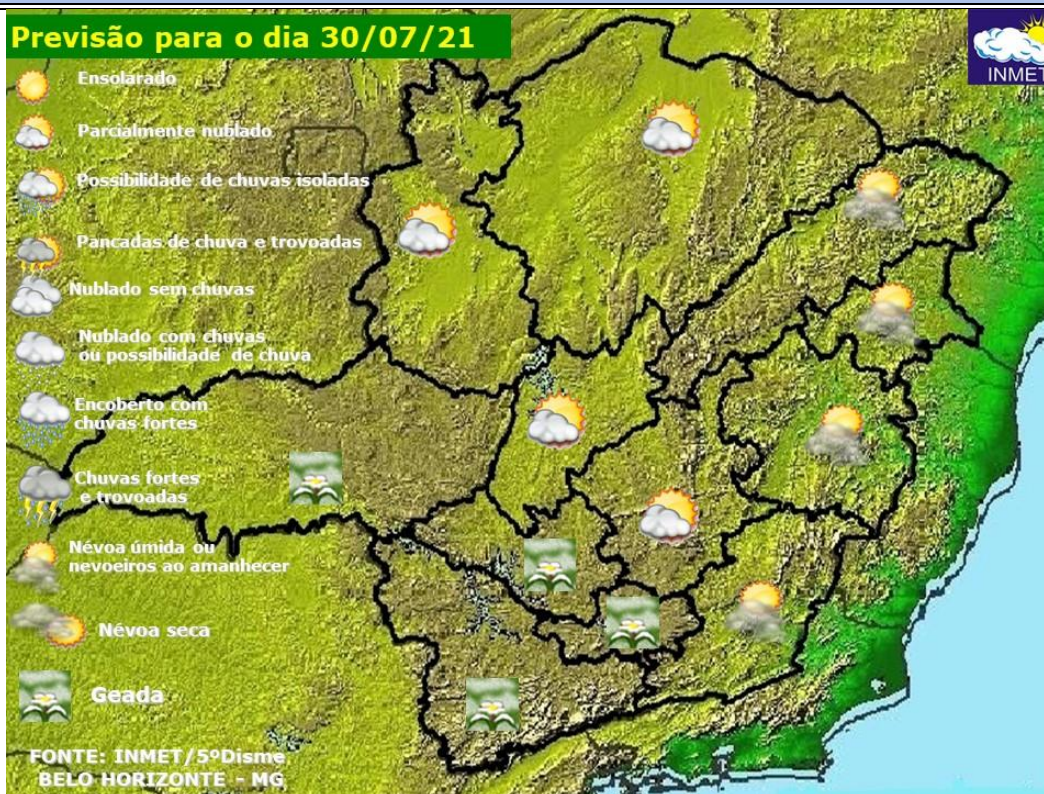 Previsão para o dia 30/07/21
INMET
Ensolarado
Parcialmente nublado
Possibilidade de chuvas isoladas
Pancadas de chuva e trovoadas
Nublado sem chuvas
Nublado com chuvas
ou possibilidade de chuva
Encoberto com
chuvas fortes
Chuvas fortes
e trovoadas
Névoa úmida ou
nevoeiros ao amanhecer
Névoa seca
Geada
FONTE: INMET/5ºDisme
BELO HORIZONTE - MG